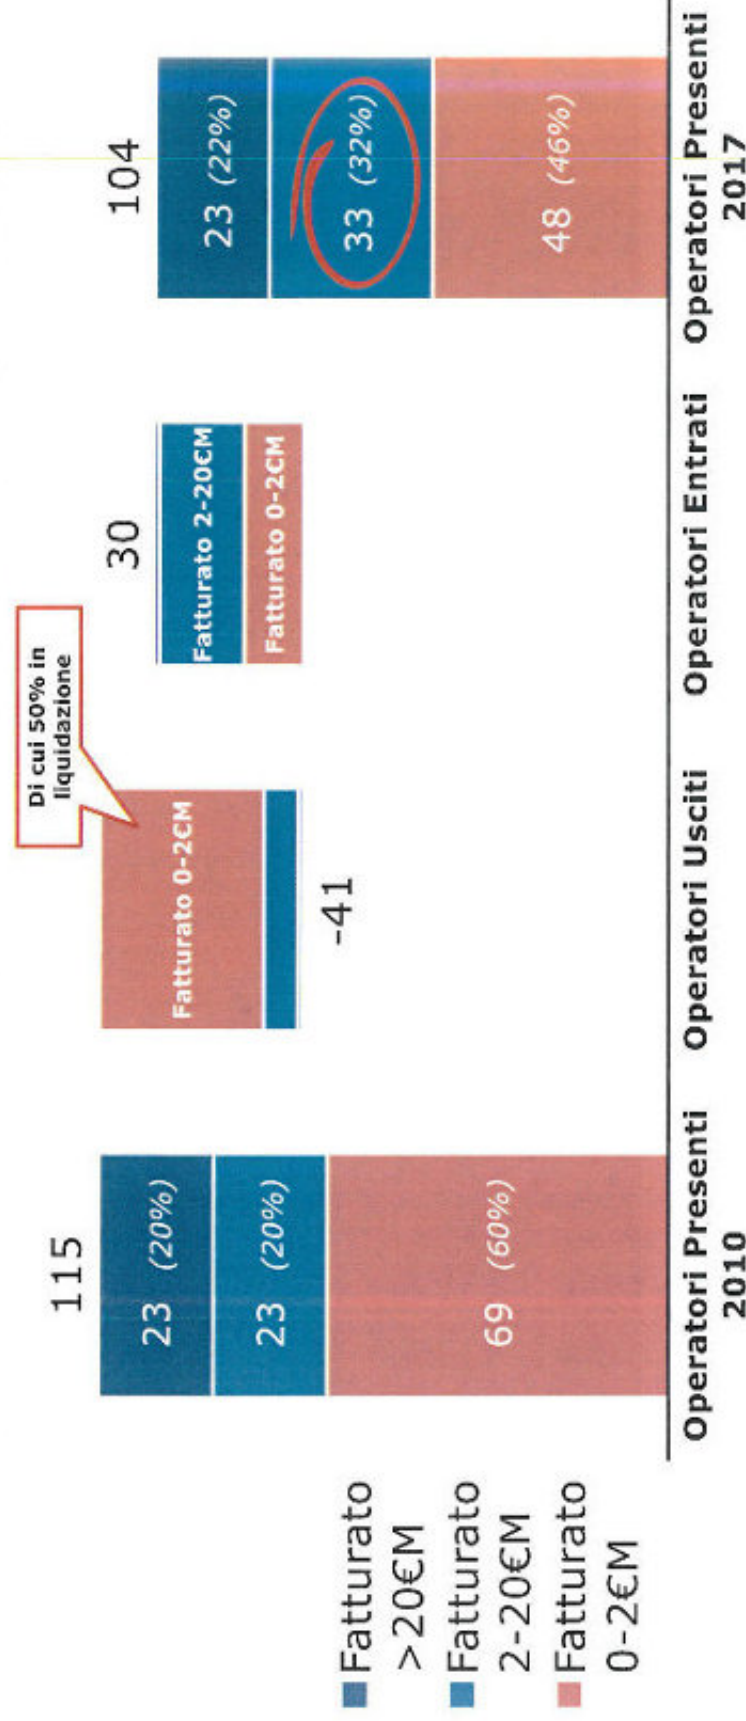 Fatturato
>20€M
Fatturato
2-20€M
Fatturato
0-2€M
115
23 (20%)
23 (20%)
69 (60%)
Operatori Presenti
2010
Di cui 50% in
liquidazione
Fatturato 0-2€M
-41
Operatori Usciti
30
Fatturato 2-20€M
Fatturato 0-2€M
Operatori Entrati
104
23 (22%)
33 (32%)
48 (46%)
Operatori Presenti
2017